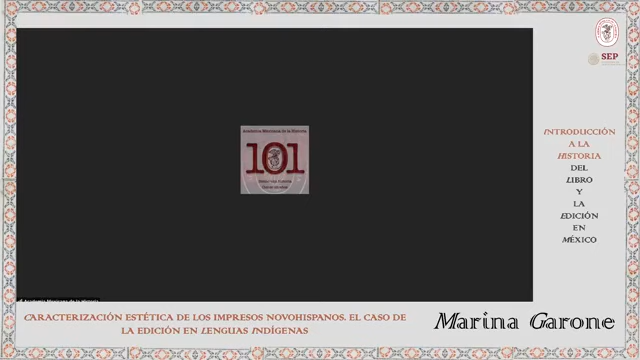 SEP
Academia Mexicana de la Historia
101
INTRODUCCIÓN
A LA
HISTORIA
DEL
LIBRO
Y
LA
EDICIÓN
EN
MÉXICO
CARACTERIZACIÓN ESTÉTICA DE LOS IMPRESOS NOVOHISPANOS. EL CASO DE
LA EDICIÓN EN LENGUAS INDÍGENAS
Marina Garone